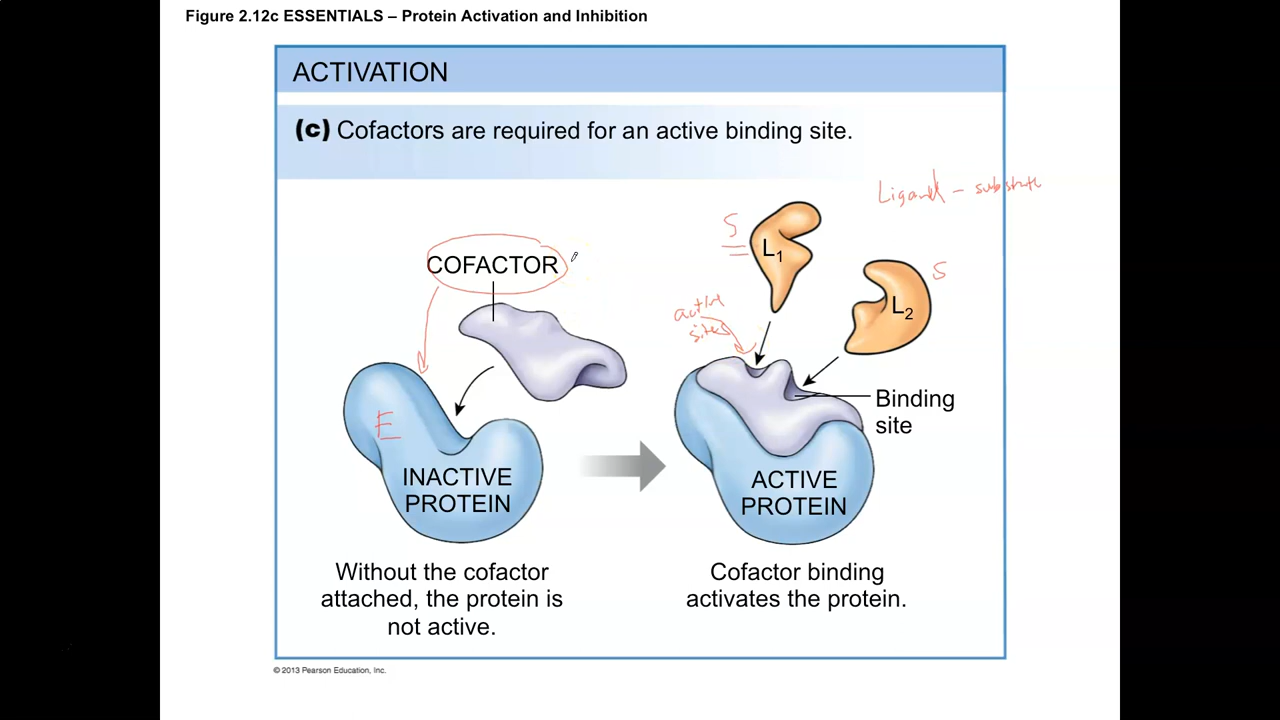 Figure 2.12c ESSENTIALS – Protein Activation and Inhibition
ACTIVATION
(c) Cofactors are required for an active binding site.
Ligand – substrate
S
L1
COFACTOR
S
L2
active
site
Binding
site
E
INACTIVE
PROTEIN
ACTIVE
PROTEIN
Without the cofactor
attached, the protein is
not active.
Cofactor binding
activates the protein.
© 2013 Pearson Education, Inc.